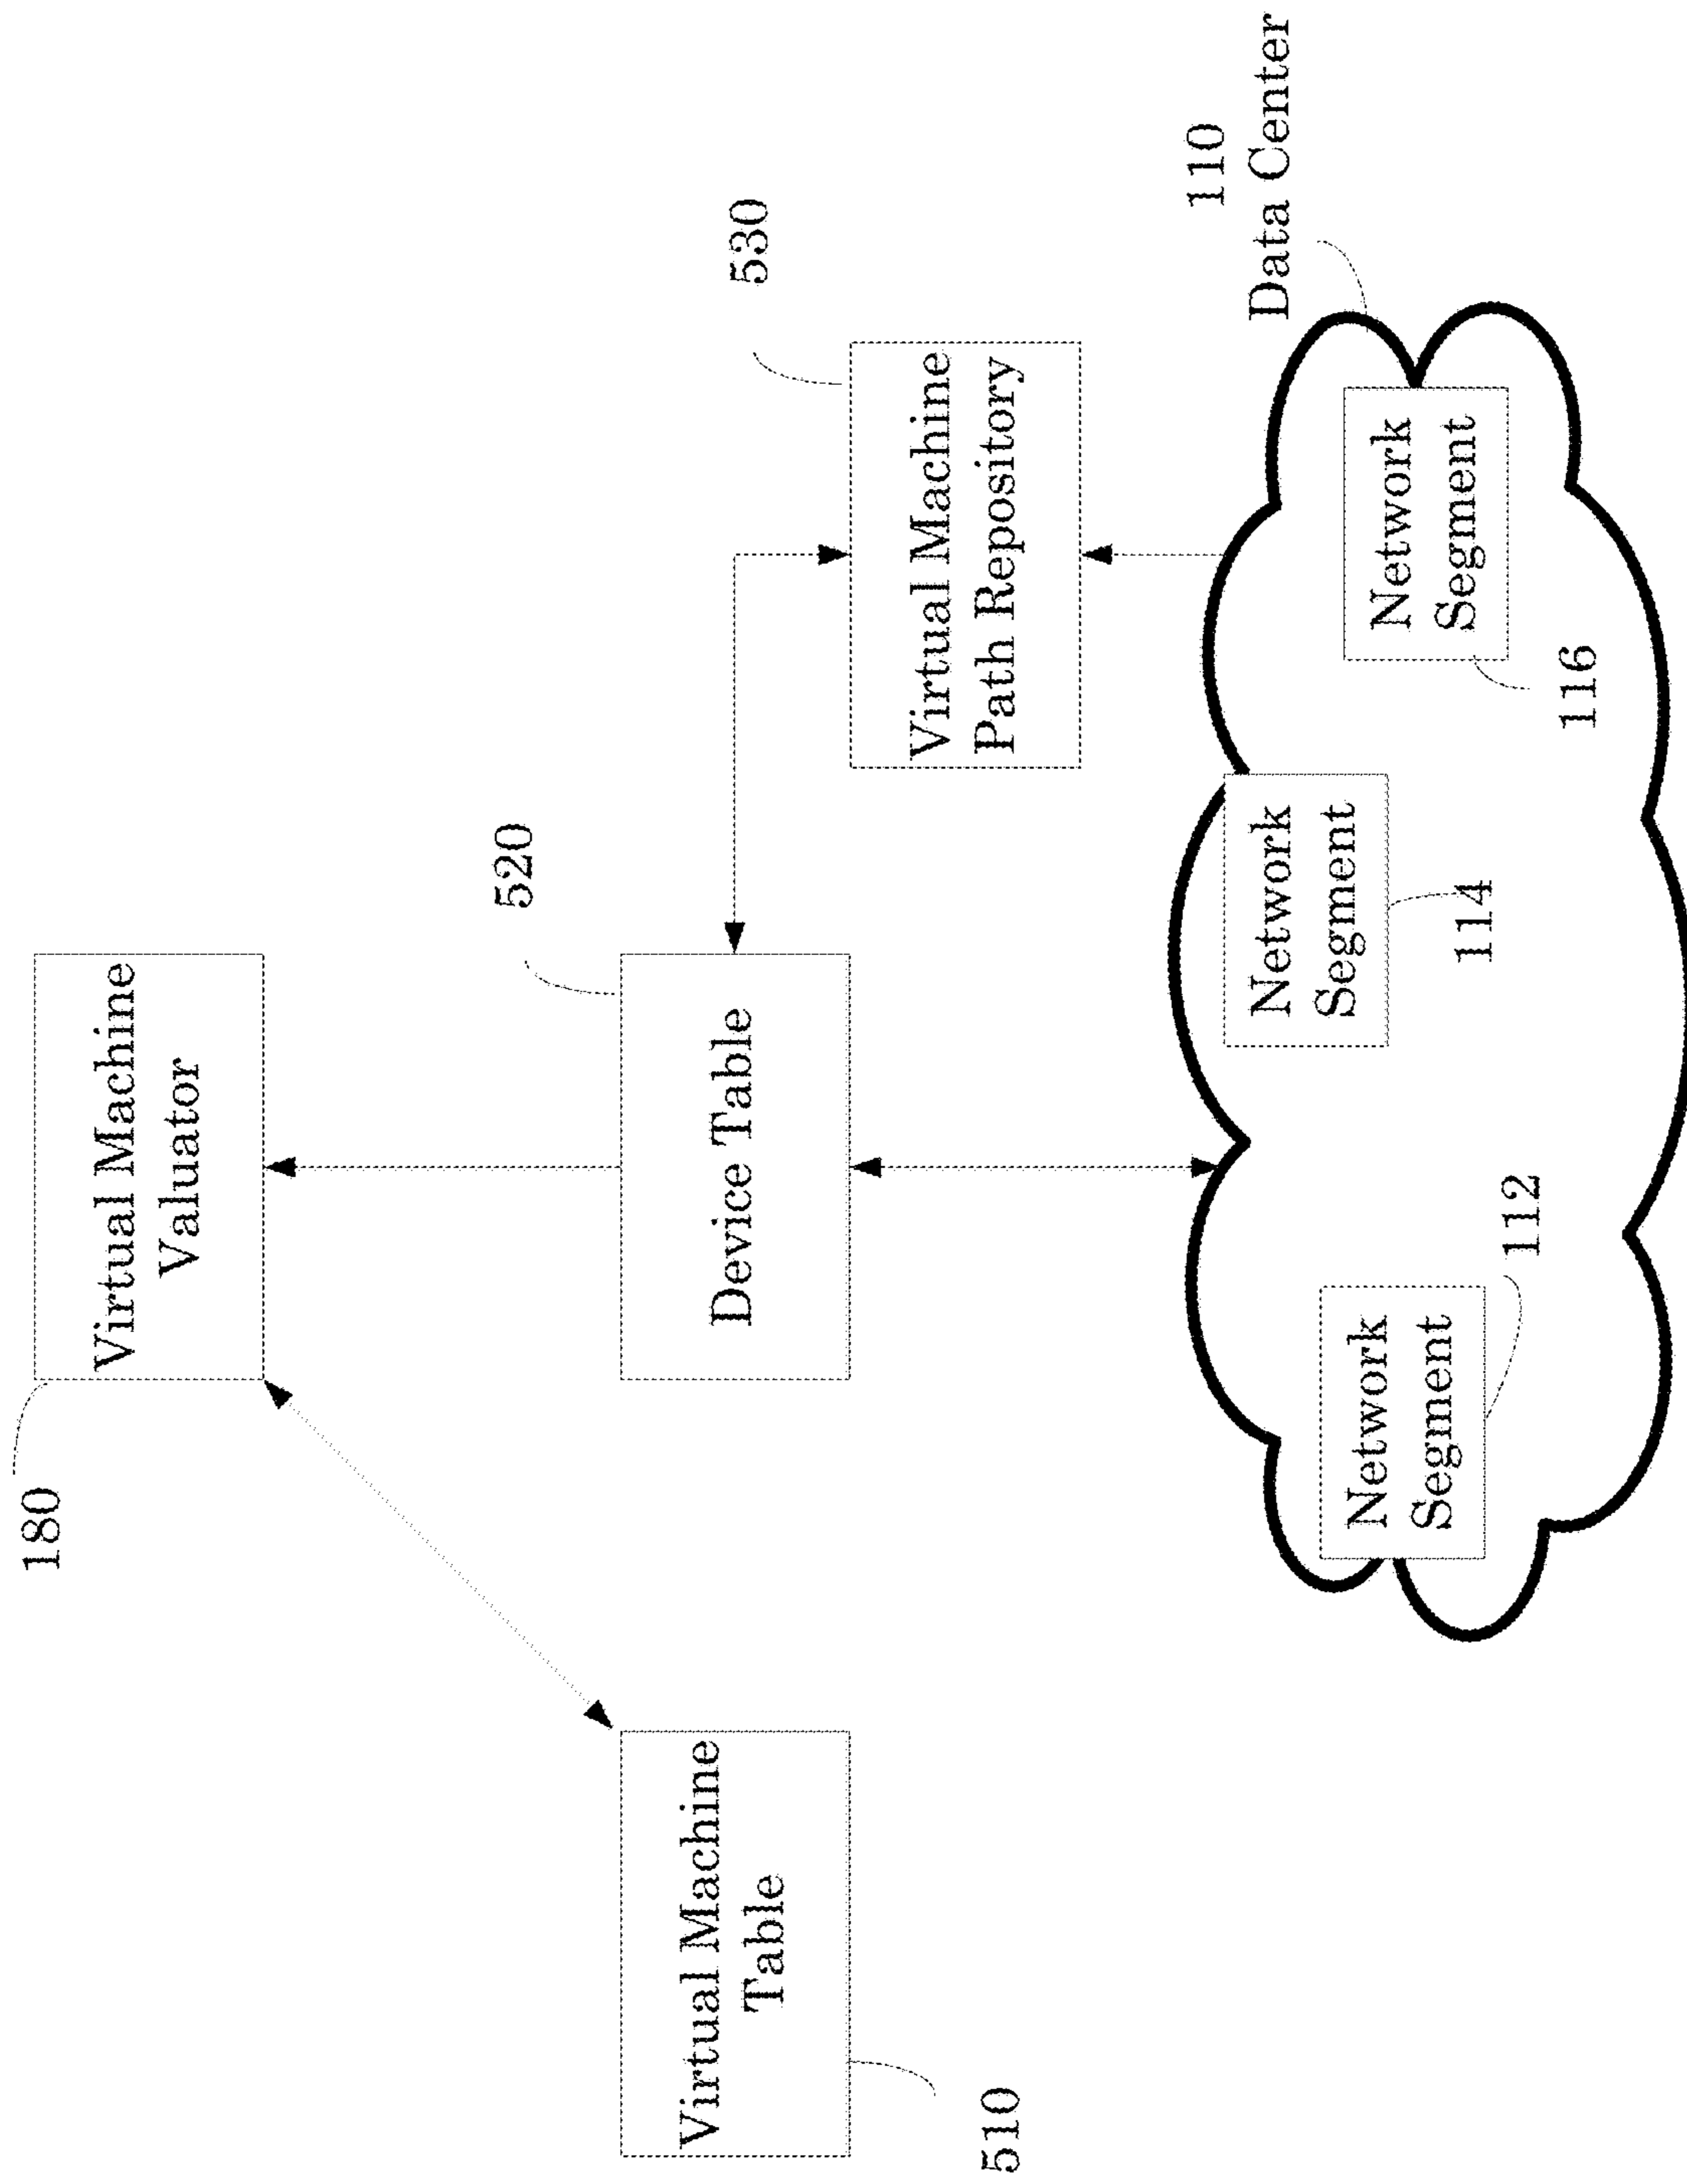 180
Virtual Machine
Valuator
510
Virtual Machine
Table
520
Device Table
530
Virtual Machine
Path Repository
110
Data Center
112
Network
Segment
114
Network
Segment
116
Network
Segment